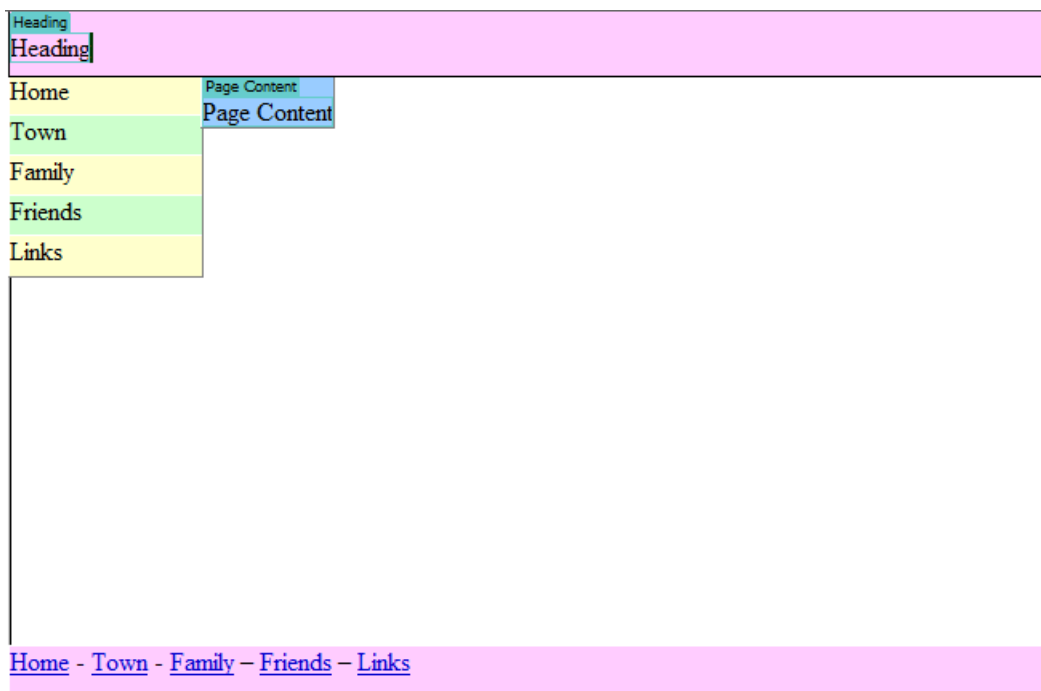 Heading
Heading
Home
Town
Family
Friends
Links
Page Content
Page Content
Home - Town - Family – Friends – Links